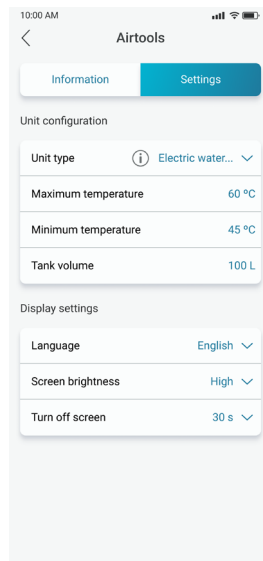 10:00 AM
Airtools
Information Settings
Unit configuration
Unit type i Electric water...
Maximum temperature 60 ºC
Minimum temperature 45 ºC
Tank volume 100 L
Display settings
Language English
Screen brightness High
Turn off screen 30 s